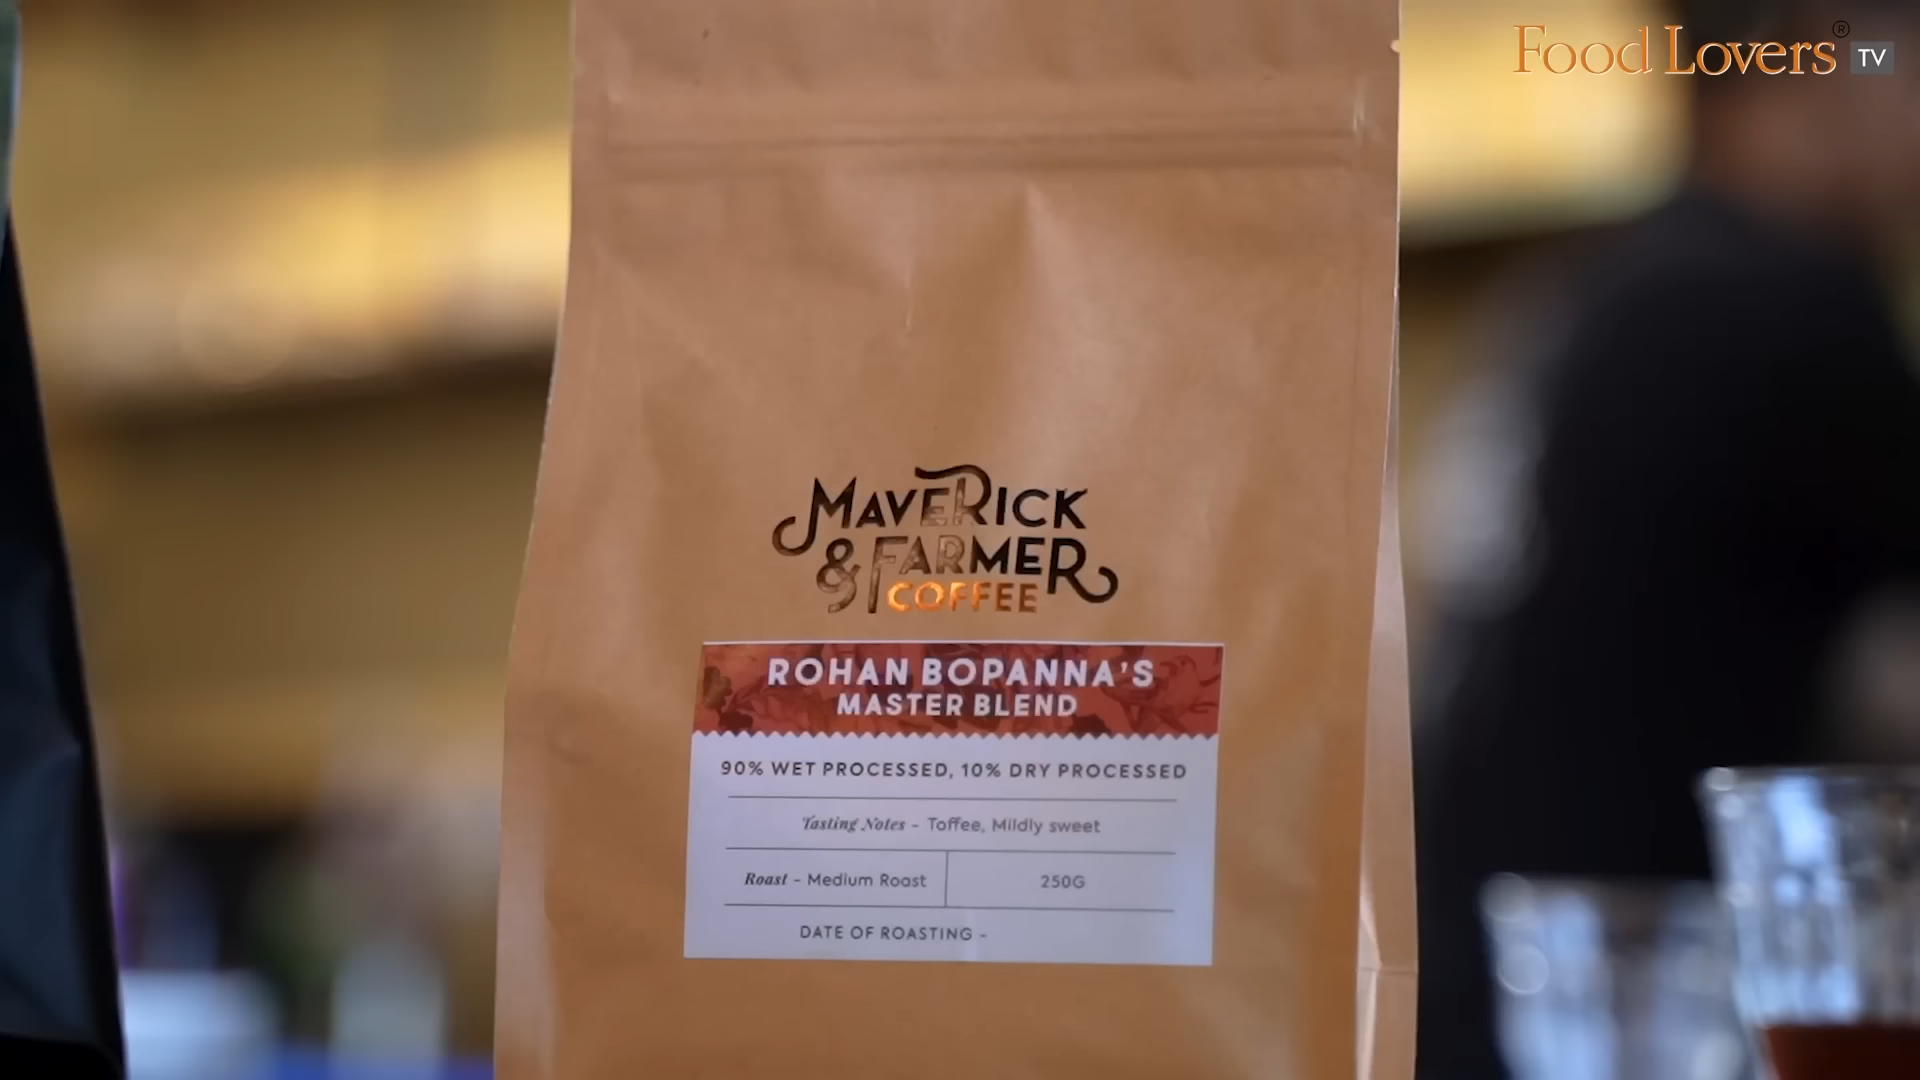 Food Lovers® TV
MAVERICK
& FARMER
COFFEE
ROHAN BOPANNA'S
MASTER BLEND
90% WET PROCESSED, 10% DRY PROCESSED
Tasting Notes - Toffee, Mildly sweet
Roast - Medium Roast
250G
DATE OF ROASTING -